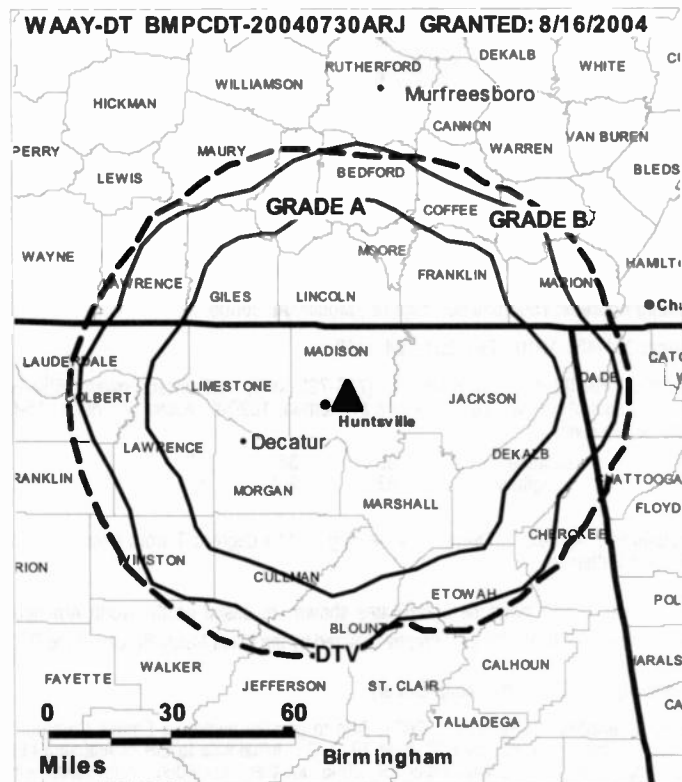 WAAY-DT BMPCDT-20040730ARJ GRANTED: 8/16/2004
DEKALB
RUTHERFORD
WHITE
WILLIAMSON
HICKMAN
Murfreesboro
CANNON
VAN BUREN
PERRY
MAURY
WARREN
BEDFORD
BLEDS
LEWIS
GRADE A
COFFEE
GRADE B
WAYNE
MOORE
FRANKLIN
HAMILT
LAWRENCE
MARION
GILES
LINCOLN
Cha
MADISON
LAUDERDALE
CATC
DADE
LIMESTONE
COLBERT
JACKSON
Huntsville
LAWRENCE
Decatur
DEKALB
RANKLIN
MORGAN
HATTOOGA
MARSHALL
FLOYD
CHEROKEE
WINSTON
RION
CULLMAN
ETOWAH
POL
BLOUNT
DTV
WALKER
CALHOUN
HARALS
FAYETTE
JEFFERSON
ST. CLAIR
CA
0 30 60
TALLADEGA
Miles
Birmingham